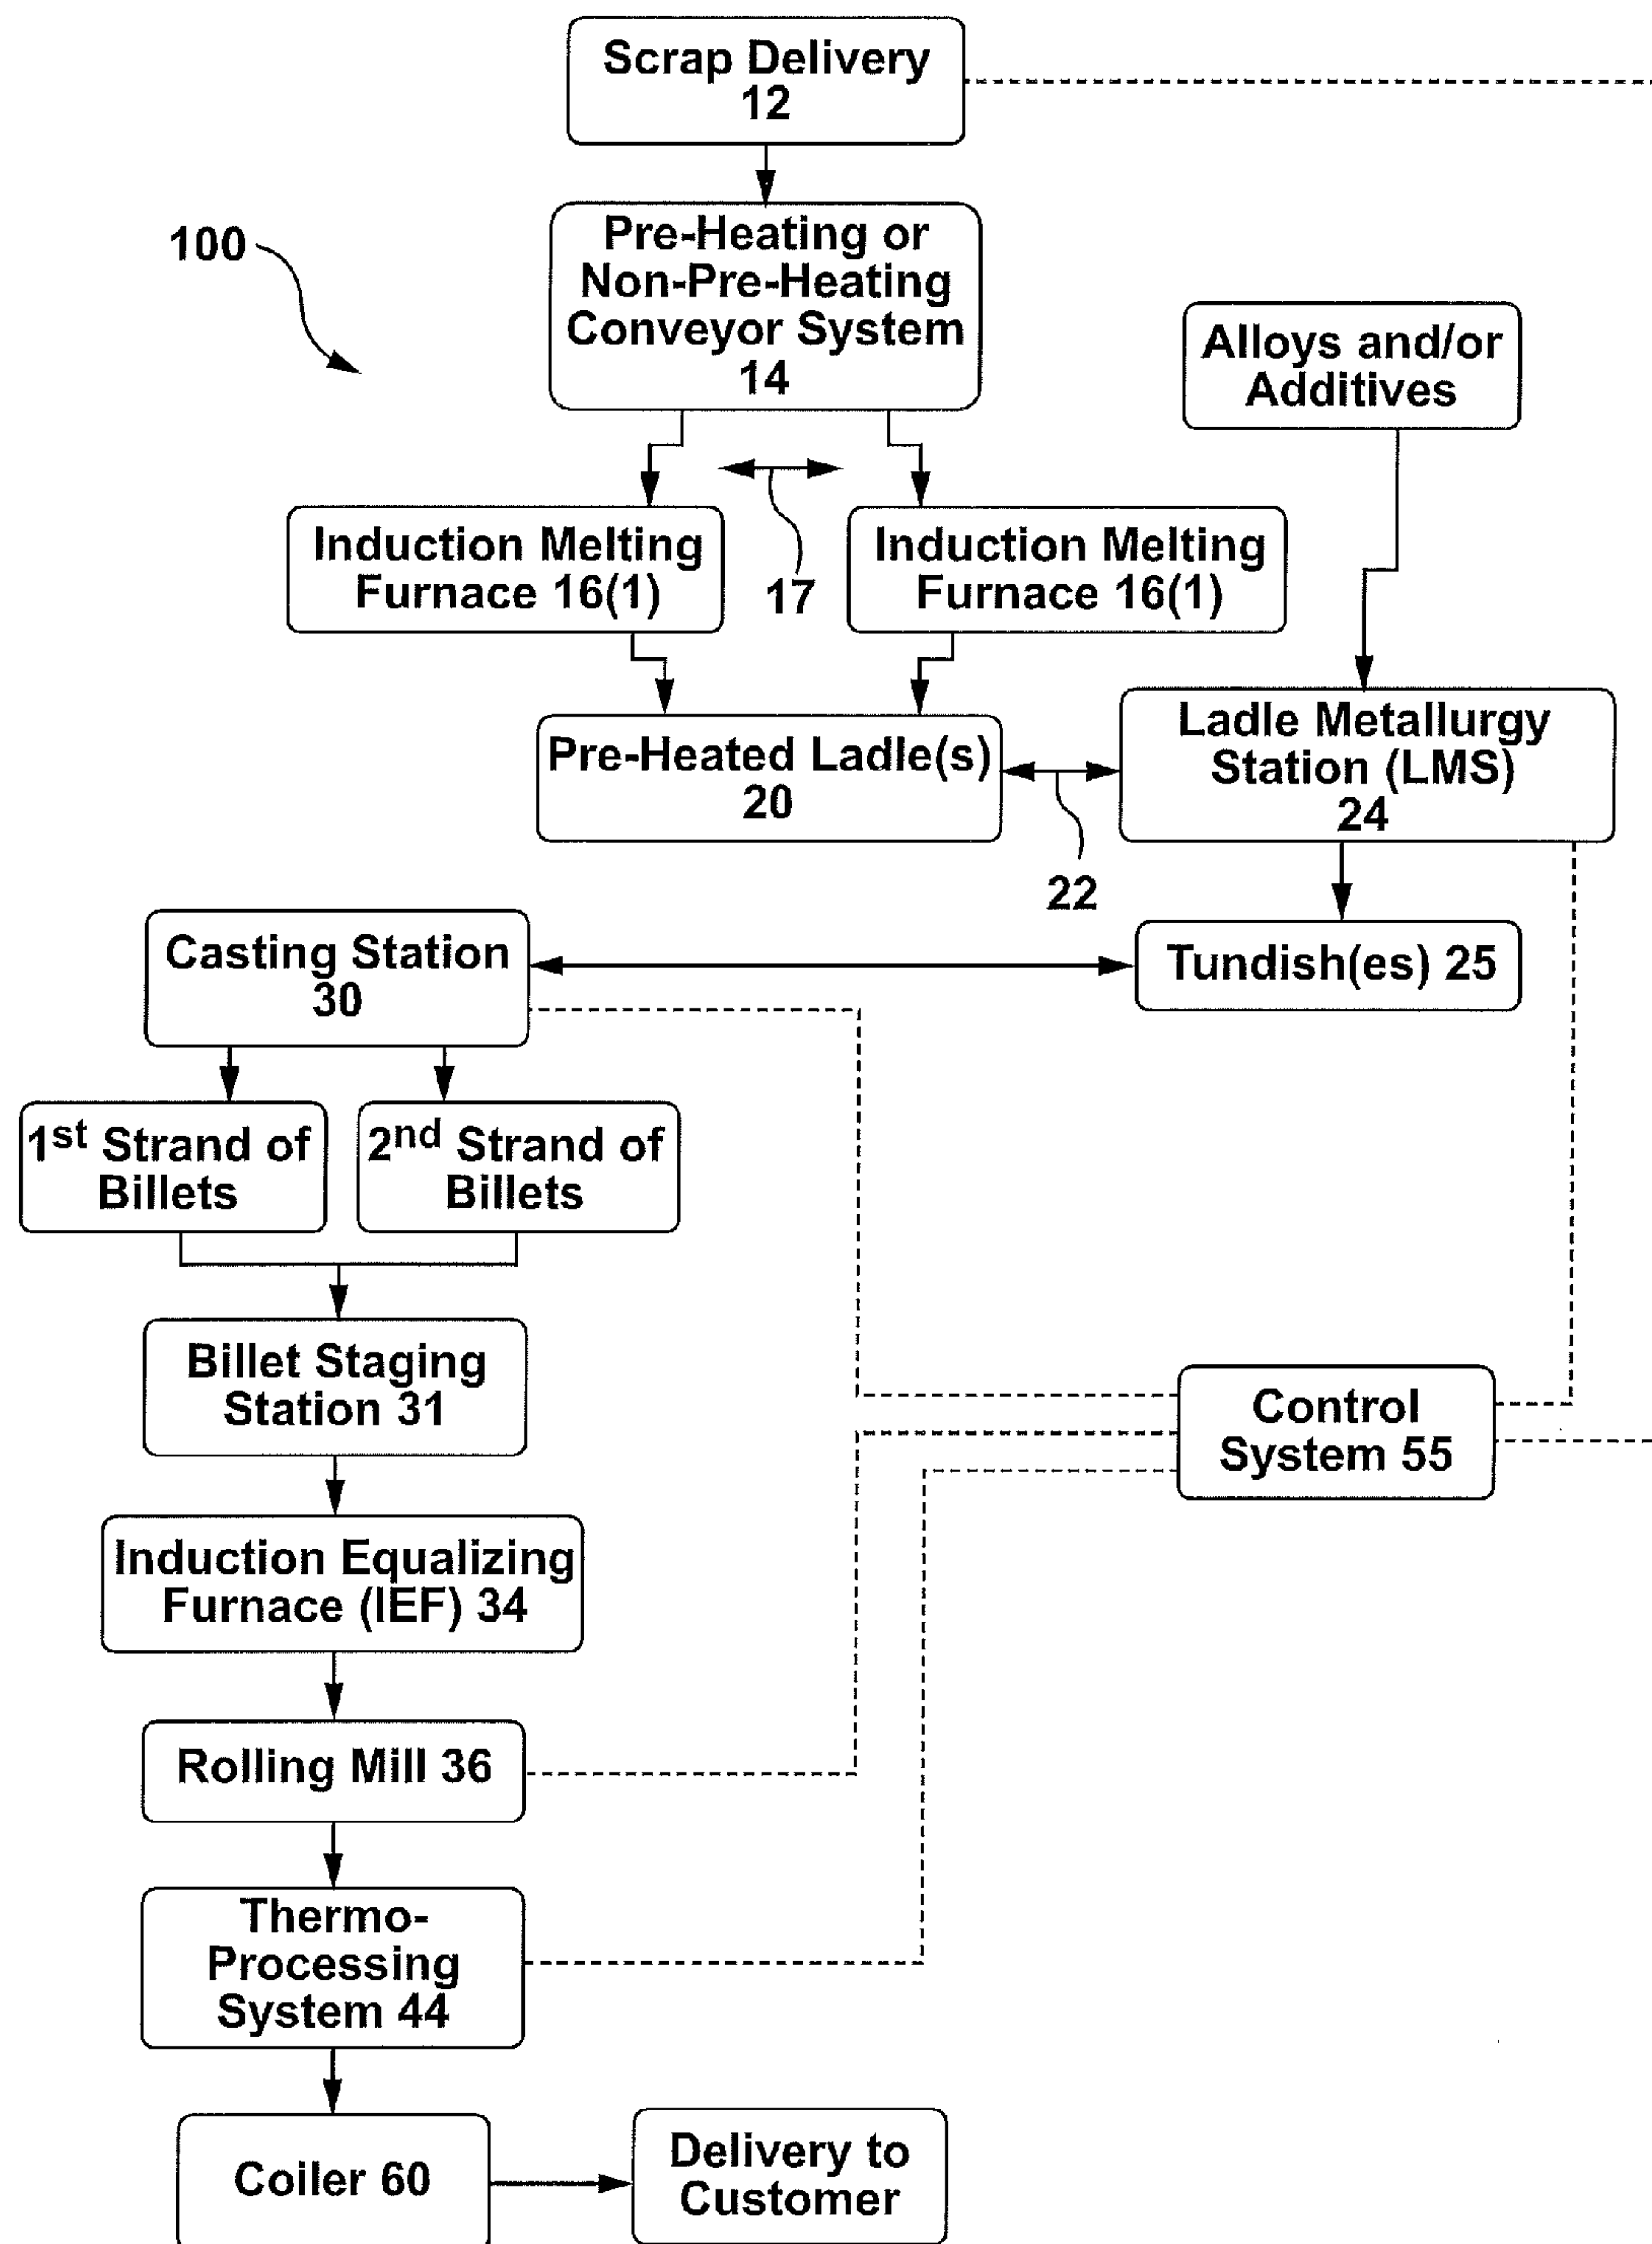 Scrap Delivery
12
100
Pre-Heating or
Non-Pre-Heating
Conveyor System
14
Alloys and/or
Additives
Induction Melting
Furnace 16(1)
17
Induction Melting
Furnace 16(1)
Pre-Heated Ladle(s)
20
22
Ladle Metallurgy
Station (LMS)
24
Casting Station
30
Tundish(es) 25
1st Strand of
Billets
2nd Strand of
Billets
Billet Staging
Station 31
Control
System 55
Induction Equalizing
Furnace (IEF) 34
Rolling Mill 36
Thermo-
Processing
System 44
Coiler 60
Delivery to
Customer